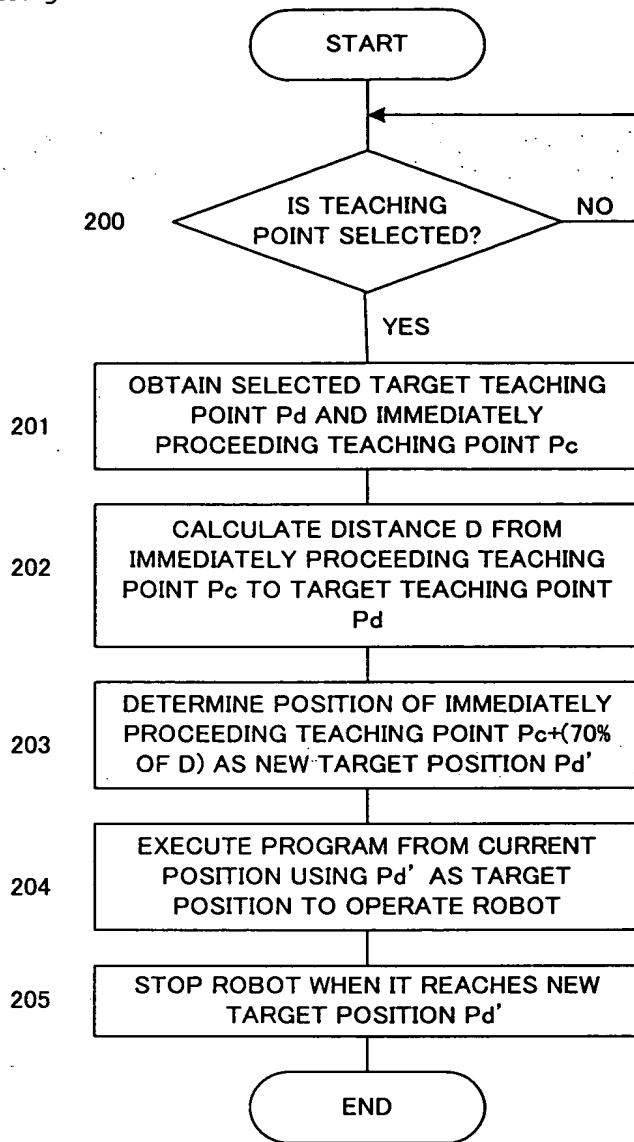 START
IS TEACHING
POINT SELECTED?
NO
200
YES
OBTAIN SELECTED TARGET TEACHING
POINT Pd AND IMMEDIATELY
PROCEEDING TEACHING POINT Pc
201
CALCULATE DISTANCE D FROM
IMMEDIATELY PROCEEDING TEACHING
POINT Pc TO TARGET TEACHING POINT
Pd
202
DETERMINE POSITION OF IMMEDIATELY
PROCEEDING TEACHING POINT Pc+(70%
OF D) AS NEW TARGET POSITION Pd'
203
EXECUTE PROGRAM FROM CURRENT
POSITION USING Pd' AS TARGET
POSITION TO OPERATE ROBOT
204
STOP ROBOT WHEN IT REACHES NEW
TARGET POSITION Pd'
205
END